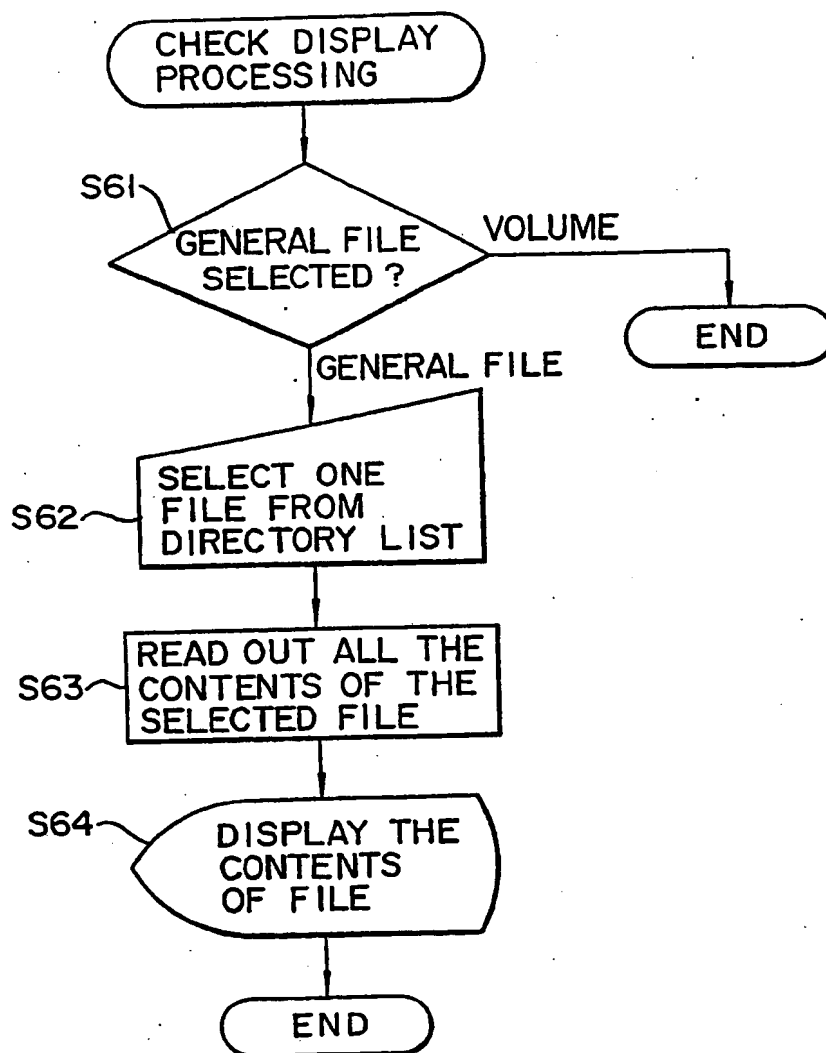 CHECK DISPLAY
PROCESSING
S61
GENERAL FILE
SELECTED ?
VOLUME
END
GENERAL FILE
S62
SELECT ONE
FILE FROM
DIRECTORY LIST
S63
READ OUT ALL THE
CONTENTS OF THE
SELECTED FILE
S64
DISPLAY THE
CONTENTS
OF FILE
END